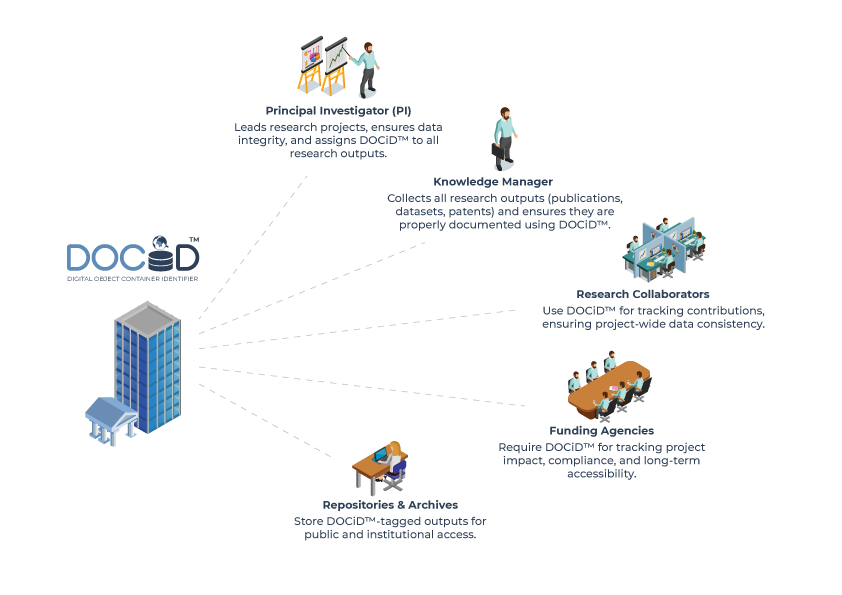 Principal Investigator (PI)
Leads research projects, ensures data
integrity, and assigns DOCiD™ to all
research outputs.
Knowledge Manager
Collects all research outputs (publications,
datasets, patents) and ensures they are
properly documented using DOCiD™.
DOCiD™
DIGITAL OBJECT CONTAINER IDENTIFIER
Research Collaborators
Use DOCiD™ for tracking contributions,
ensuring project-wide data consistency.
Funding Agencies
Require DOCiD™ for tracking project
impact, compliance, and long-term
accessibility.
Repositories & Archives
Store DOCiD™-tagged outputs for
public and institutional access.